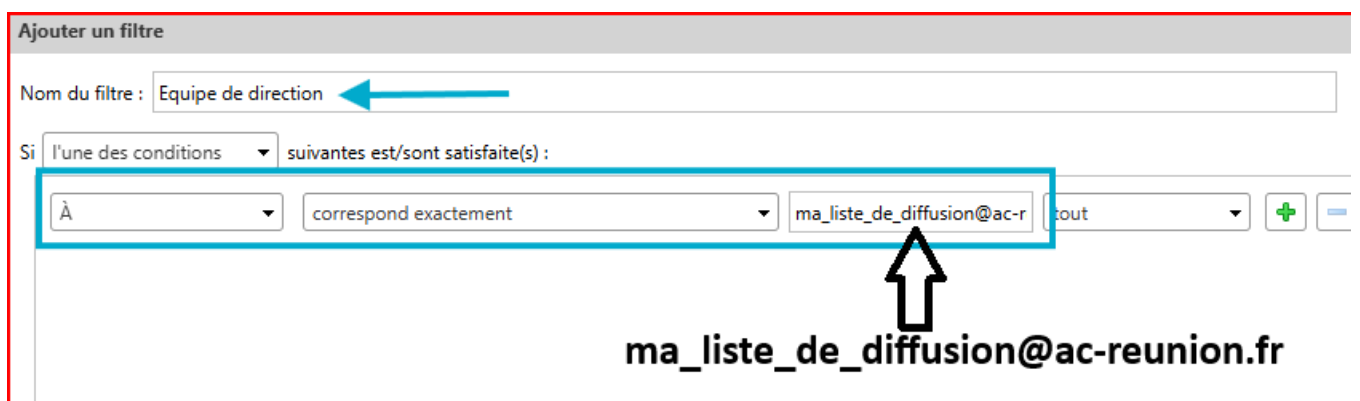 Ajouter un filtre
Nom du filtre : Equipe de direction
Si l'une des conditions suivantes est/sont satisfaite(s) :
À correspond exactement ma_liste_de_diffusion@ac-r tout
ma_liste_de_diffusion@ac-reunion.fr